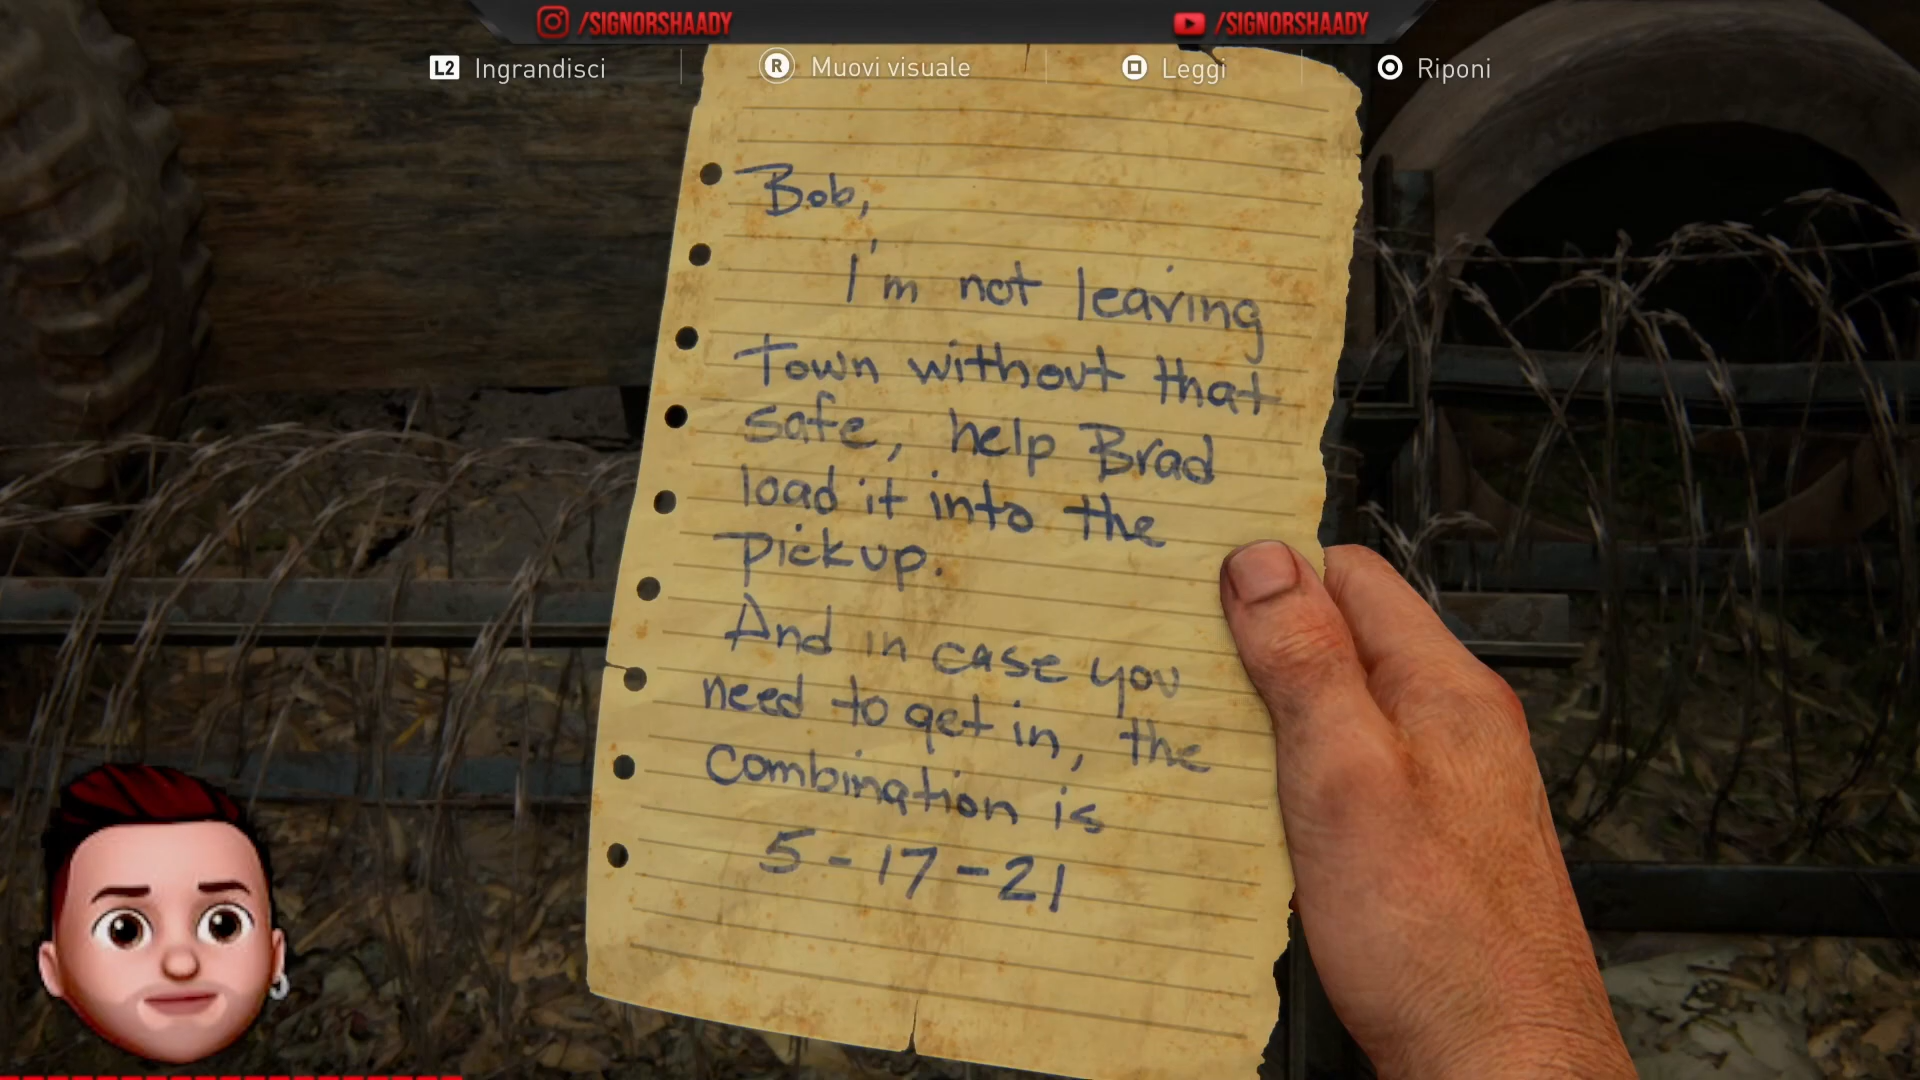 /SIGNORSHAADY /SIGNORSHAADY
L2 Ingrandisci R Muovi visuale Leggi Riponi
Bob,
I'm not leaving
Town without that
safe, help Brad
load it into the
pickup.
And in case you
need to get in, the
combination is
5-17-21